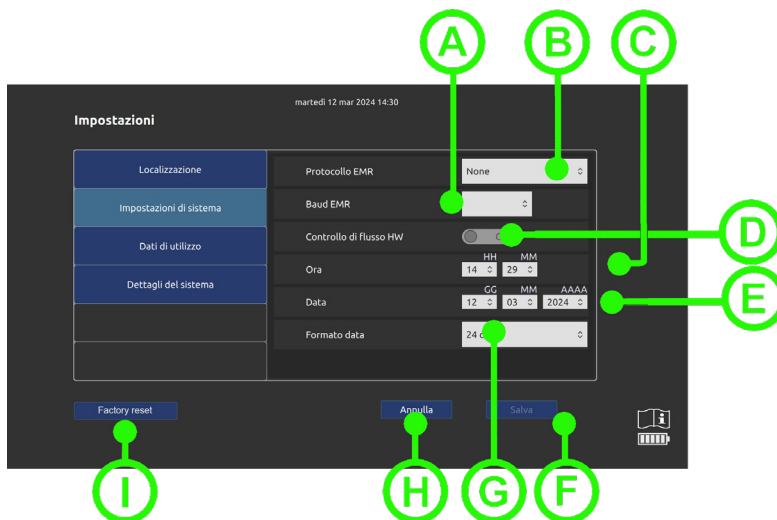 A B C
martedì 12 mar 2024 14:30
Impostazioni
Localizzazione
Impostazioni di sistema
Dati di utilizzo
Dettagli del sistema
Protocollo EMR None
Baud EMR
Controllo di flusso HW
D
HH MM
Ora 14 29
GG MM AAAA
Data 12 03 2024
E
Formato data 24
Factory reset Annulla Salva
I H G F